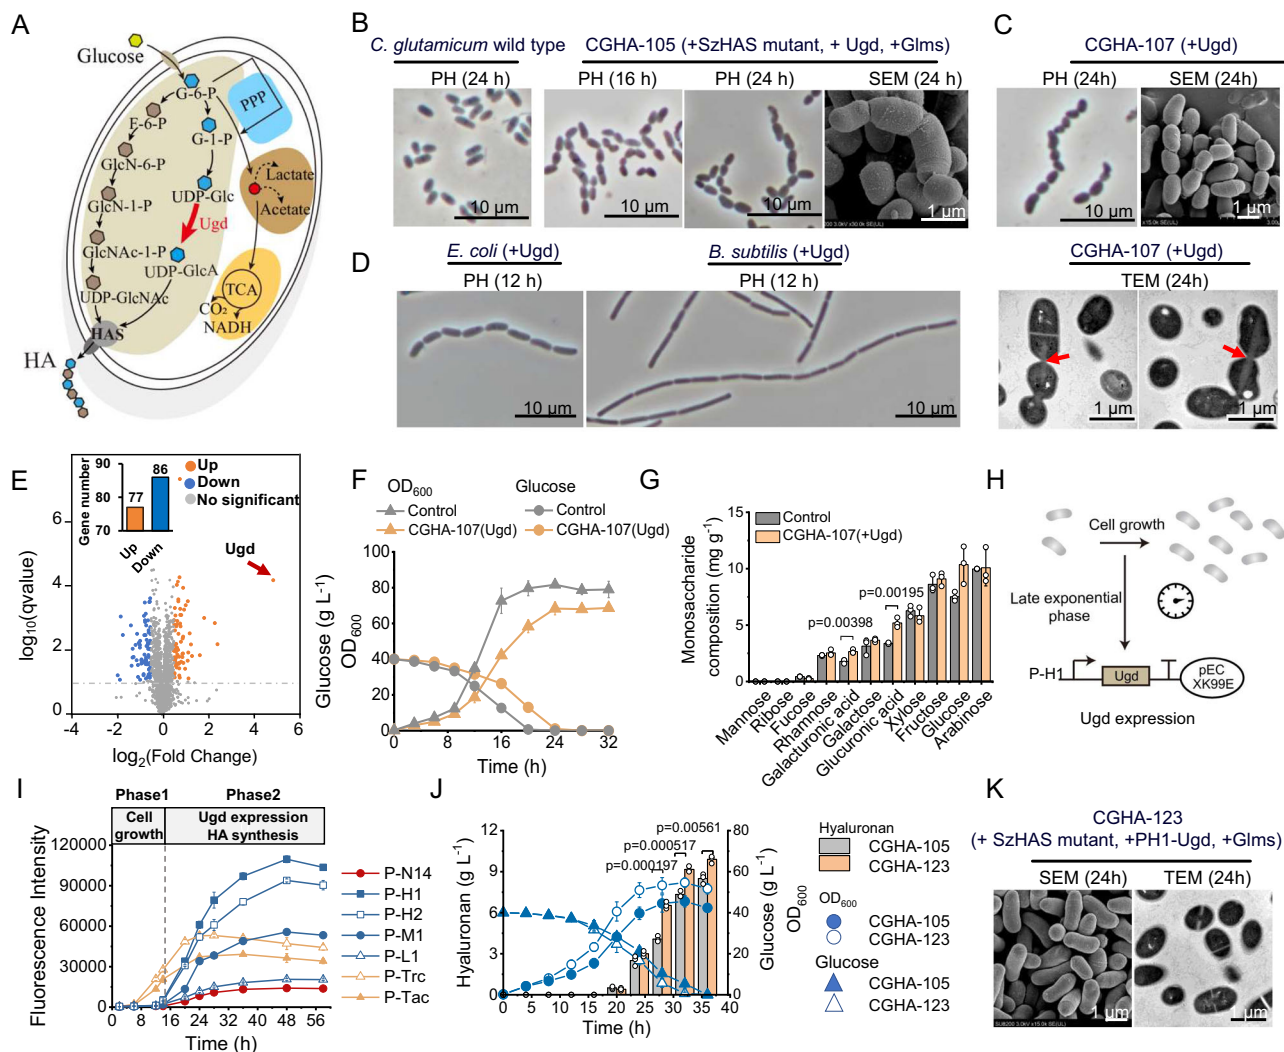 A
Glucose
G-6-P
PPP
F-6-P
G-1-P
GlcN-6-P
Lactate
UDP-Glc
Acetate
GlcN-1-P
Ugd
GlcNAc-1-P
UDP-GlcA
TCA
UDP-GlcNAc
CO₂
NADH
HAS
HA
B
C. glutamicum wild type
CGHA-105 (+SzHAS mutant, + Ugd, +Glms)
PH (24 h)
PH (16 h)
PH (24 h)
SEM (24 h)
10 µm
10 µm
10 µm
1 µm
C
CGHA-107 (+Ugd)
PH (24h)
SEM (24h)
10 µm
1 µm
CGHA-107 (+Ugd)
TEM (24h)
1 µm
1 µm
D
E. coli (+Ugd)
B. subtilis (+Ugd)
PH (12 h)
PH (12 h)
10 µm
10 µm
E
Gene number
90
80
70
77
86
Up
Down
Up
Down
No significant
Ugd
log₁₀(qvalue)
6
4
2
0
-4
-2
0
2
4
log₂(Fold Change)
F
OD₆₀₀
Glucose
Control
Control
CGHA-107(Ugd)
CGHA-107(Ugd)
Glucose (g L⁻¹)
OD₆₀₀
100
80
60
40
20
0
0
8
16
24
32
Time (h)
G
Control
CGHA-107(+Ugd)
Monosaccharide
composition (mg g⁻¹)
15
10
5
0
p=0.00398
p=0.00195
Mannose
Ribose
Fucose
Rhamnose
Galacturonic acid
Galactose
Glucuronic acid
Xylose
Fructose
Glucose
Arabinose
H
Cell growth
Late exponential
phase
P-H1
Ugd
pEC
XK99E
Ugd expression
I
Phase1
Phase2
Cell
growth
Ugd expression
HA synthesis
Fluorescence Intensity
120000
90000
60000
30000
0
0
8
16
24
32
40
48
56
Time (h)
P-N14
P-H1
P-H2
P-M1
P-L1
P-Trc
P-Tac
J
Hyaluronan (g L⁻¹)
12
9
6
3
0
p=0.00561
p=0.000517
p=0.000197
80
60
40
20
0
Glucose (g L⁻¹)
OD₆₀₀
0
5
10
15
20
25
30
35
40
Time (h)
Hyaluronan
CGHA-105
CGHA-123
OD₆₀₀
CGHA-105
CGHA-123
Glucose
CGHA-105
CGHA-123
K
CGHA-123
(+ SzHAS mutant, +PH1-Ugd, +Glms)
SEM (24h)
TEM (24h)
1 µm
1 µm